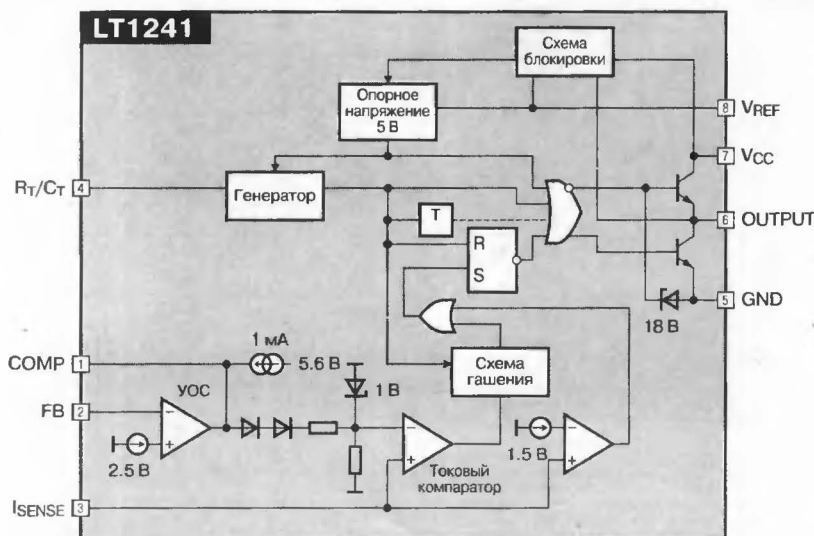 LT1241
Схема
блокировки
Опорное
напряжение
5 В
8 VREF
7 VCC
RT/CT 4
Генератор
T
6 OUTPUT
R
S
5 GND
18 В
COMP 1
1 мА
5.6 В
Схема
гашения
УОС
1 В
FB 2
–
+
2.5 В
–
+
Токовый
компаратор
1.5 В
–
+
ISENSE 3